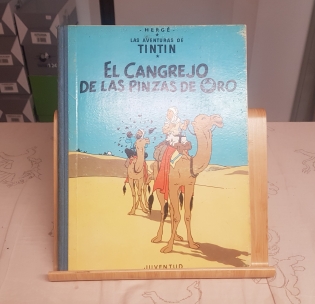 HERGÉ
LAS AVENTURAS DE
TINTIN
EL CANGREJO
DE LAS PINZAS DE ORO
JUVENTUD